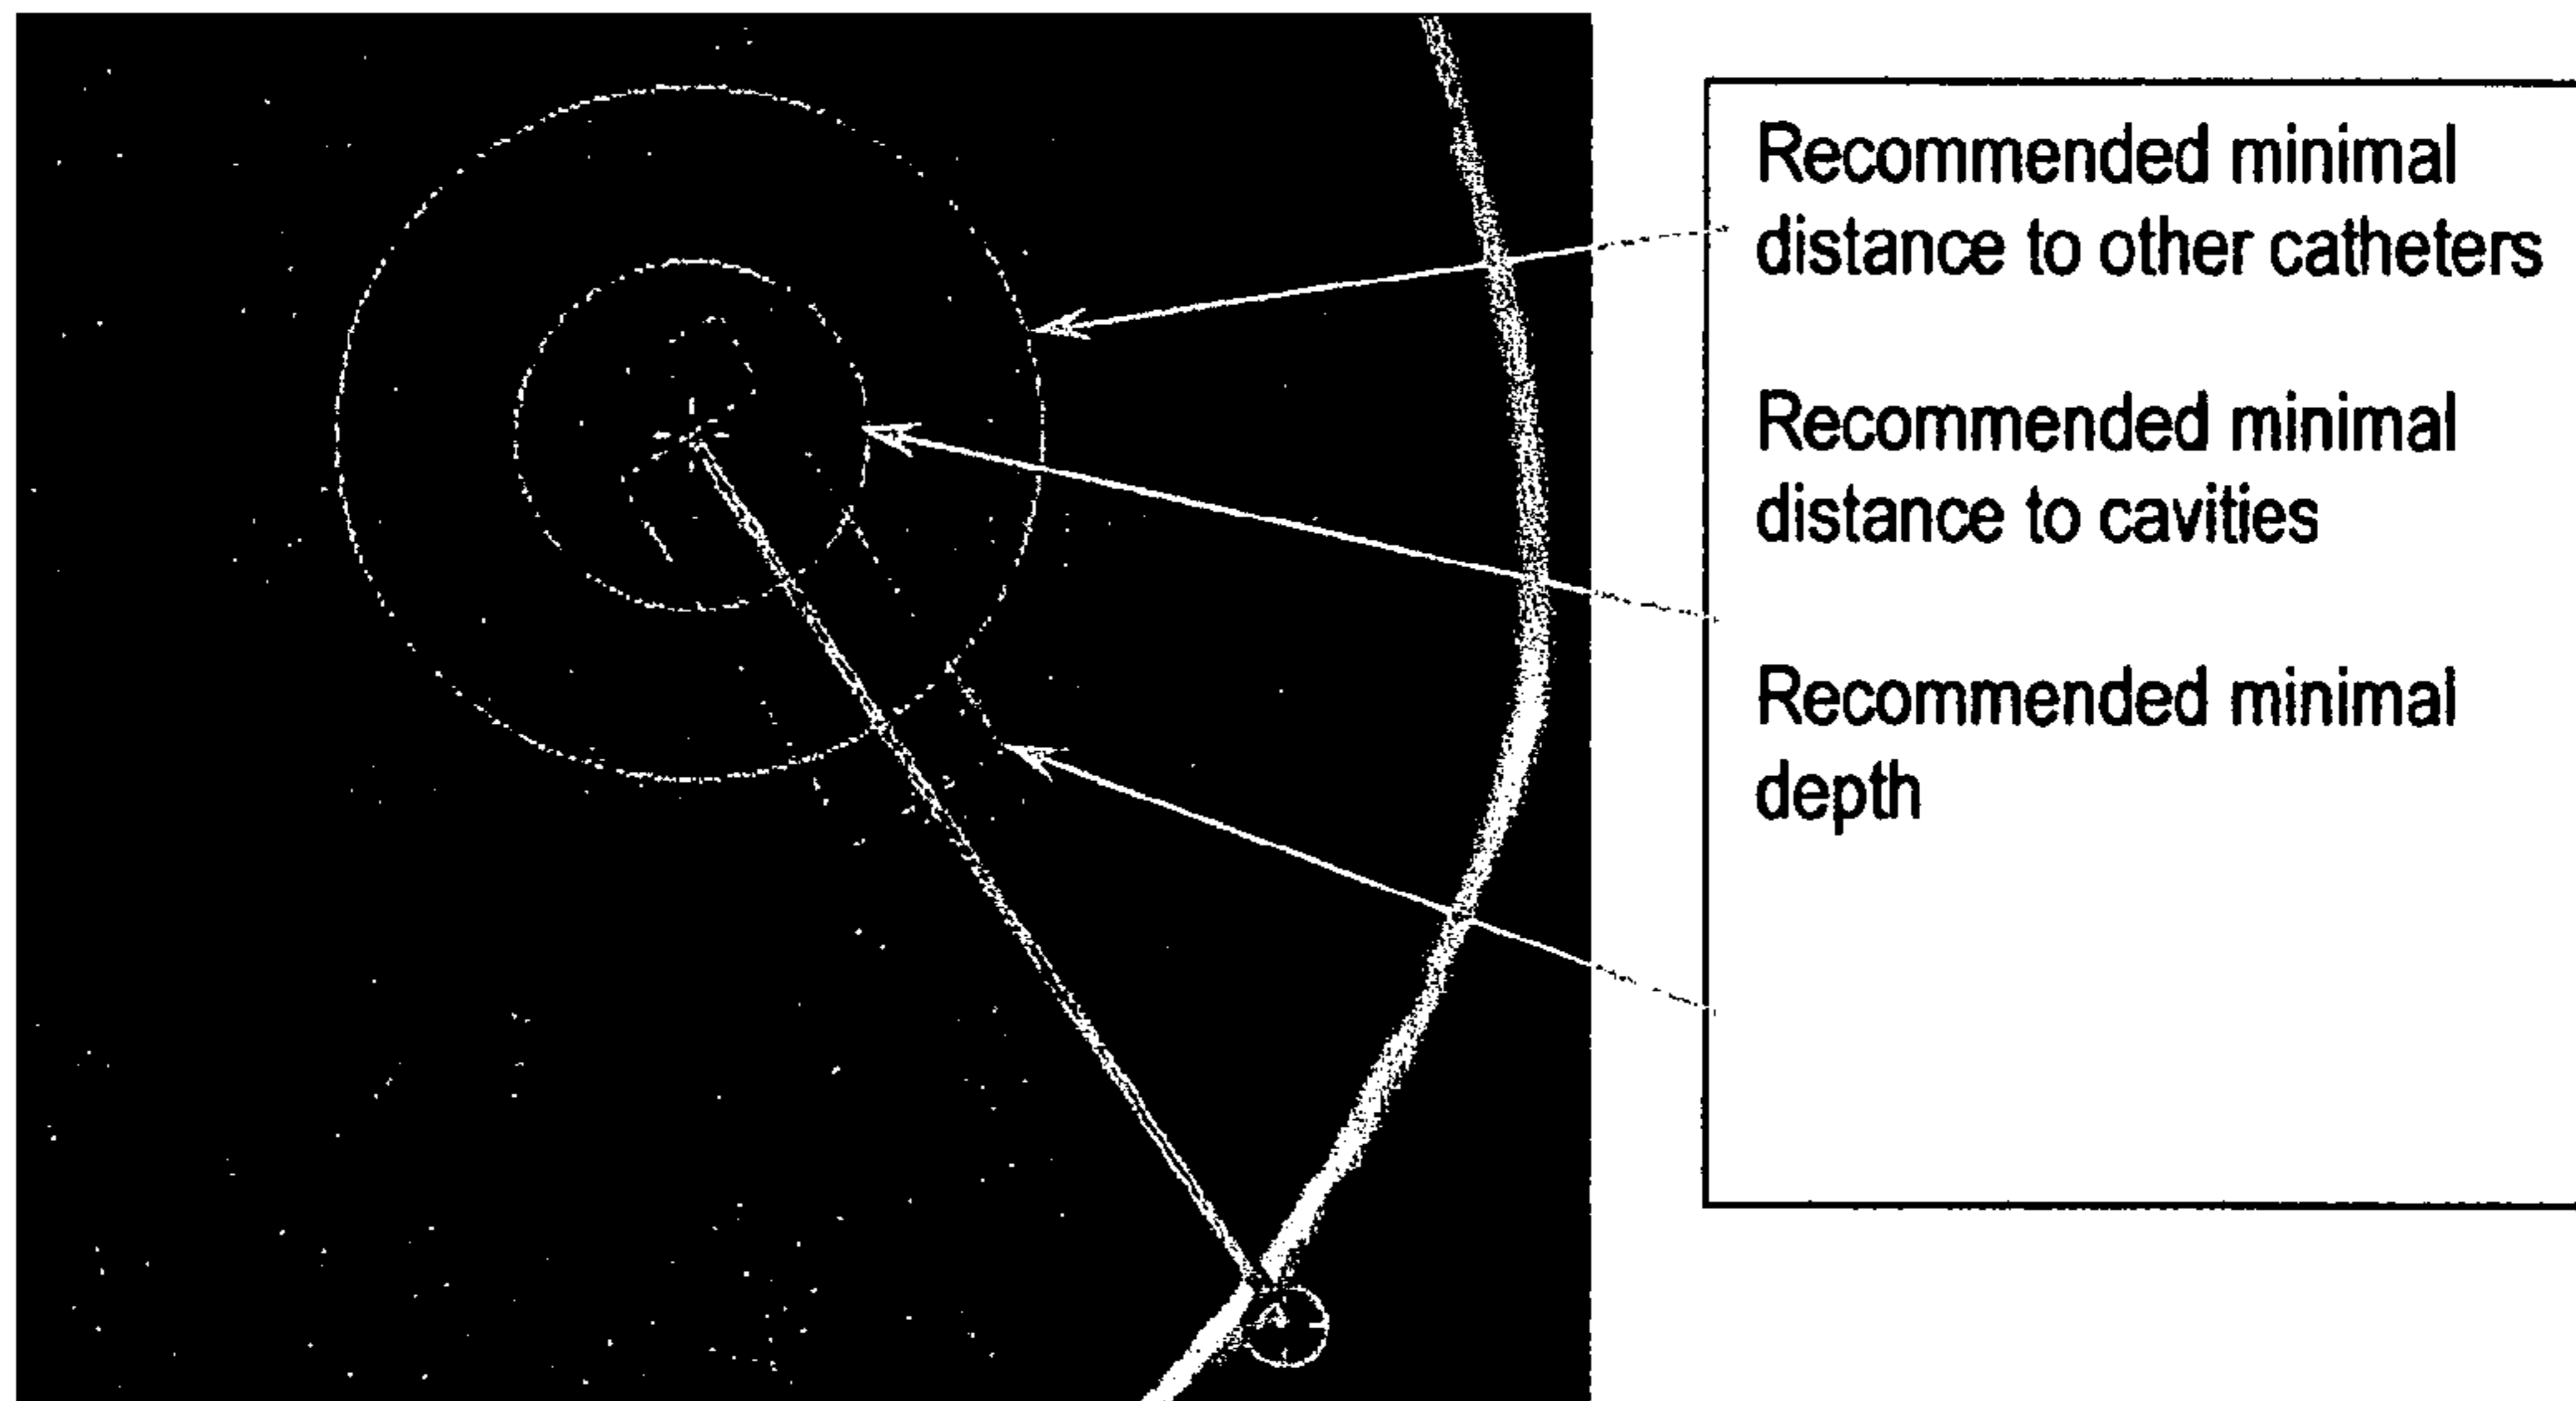 Recommended minimal
distance to other catheters
Recommended minimal
distance to cavities
Recommended minimal
depth